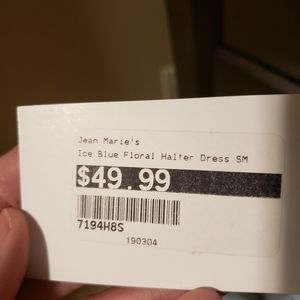 Jean Marie's
Ice Blue Floral Halter Dress SM
$49.99
7194H8S
190304